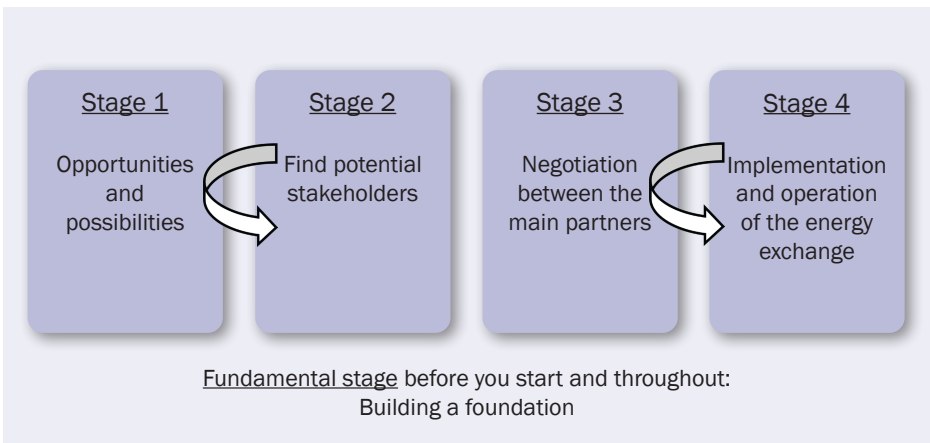 Stage 1
Opportunities
and
possibilities
Stage 2
Find potential
stakeholders
Stage 3
Negotiation
between the
main partners
Stage 4
Implementation
and operation
of the energy
exchange
Fundamental stage before you start and throughout:
Building a foundation